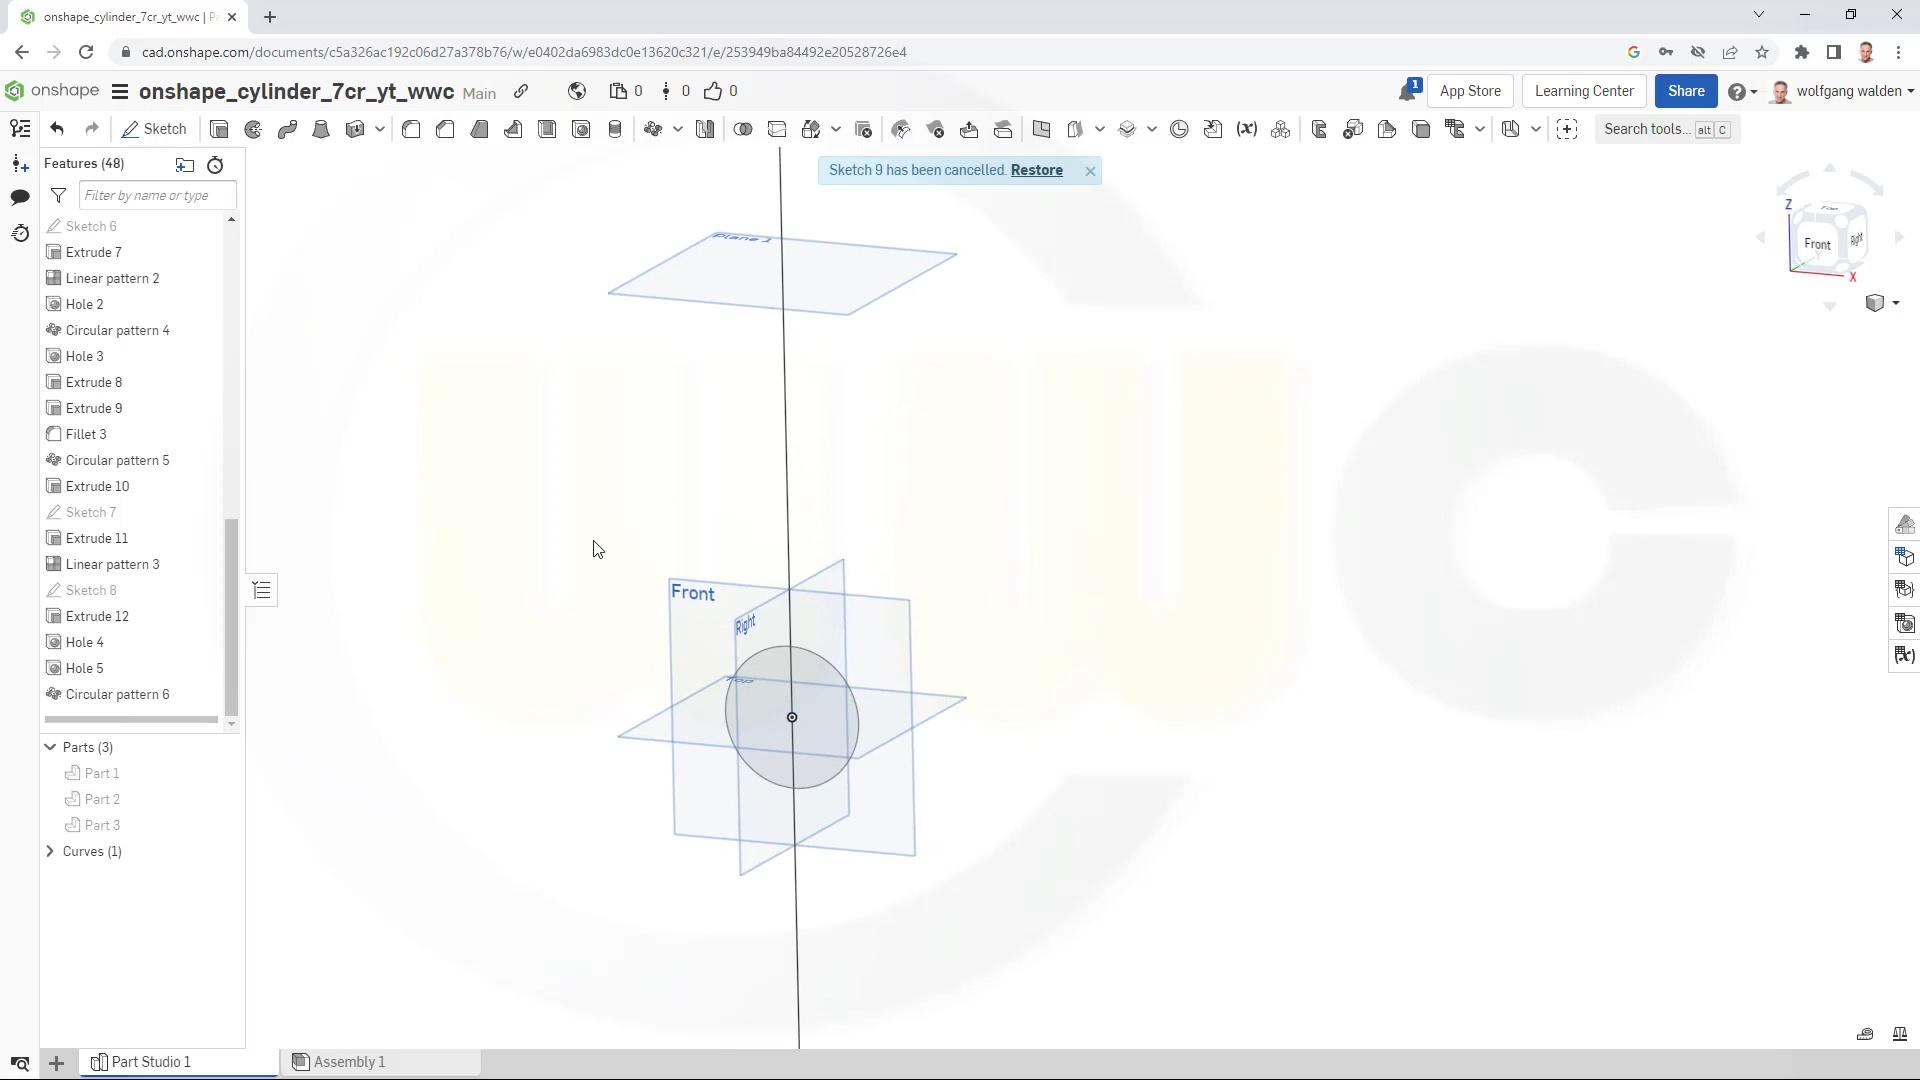 onshape_cylinder_7cr_yt_wwc | P
cad.onshape.com/documents/c5a326ac192c06d27a378b76/w/e0402da6983dc0e13620c321/e/253949ba84492e20528726e4
onshape
onshape_cylinder_7cr_yt_wwc Main
0 0 0
1
App Store
Learning Center
Share
wolfgang walden
Sketch
Search tools... alt C
Features (48)
Filter by name or type
Sketch 9 has been cancelled. Restore
Sketch 6
Extrude 7
Linear pattern 2
Hole 2
Circular pattern 4
Hole 3
Extrude 8
Extrude 9
Fillet 3
Circular pattern 5
Extrude 10
Sketch 7
Extrude 11
Linear pattern 3
Sketch 8
Extrude 12
Hole 4
Hole 5
Circular pattern 6
Parts (3)
Part 1
Part 2
Part 3
Curves (1)
Plane 1
Front
Right
Top
Z
Top
Front
Right
Y
X
wwc
Part Studio 1
Assembly 1